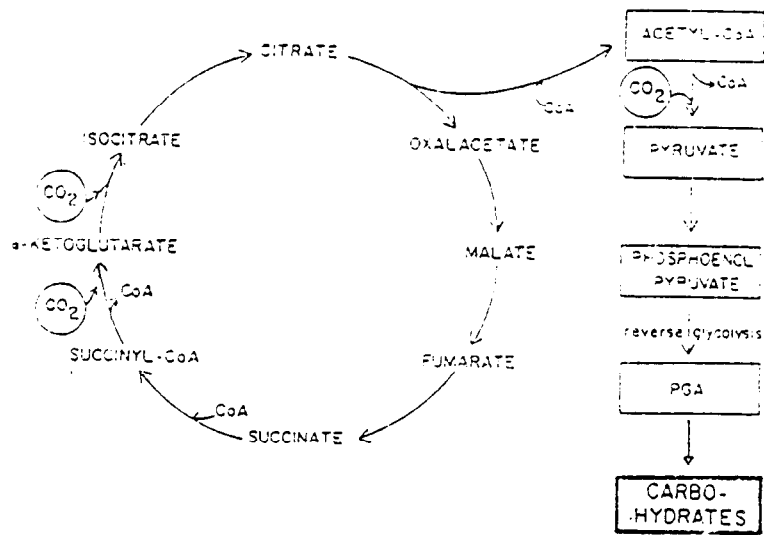 CITRATE
ACETYL-CoA
CO2
CoA
CoA
ISOCITRATE
OXALACETATE
PYRUVATE
CO2
α-KETOGLUTARATE
MALATE
PHOSPHOENOL
PYRUVATE
CO2
CoA
reverse glycolysis
SUCCINYL-CoA
FUMARATE
PGA
CoA
SUCCINATE
CARBO-
HYDRATES